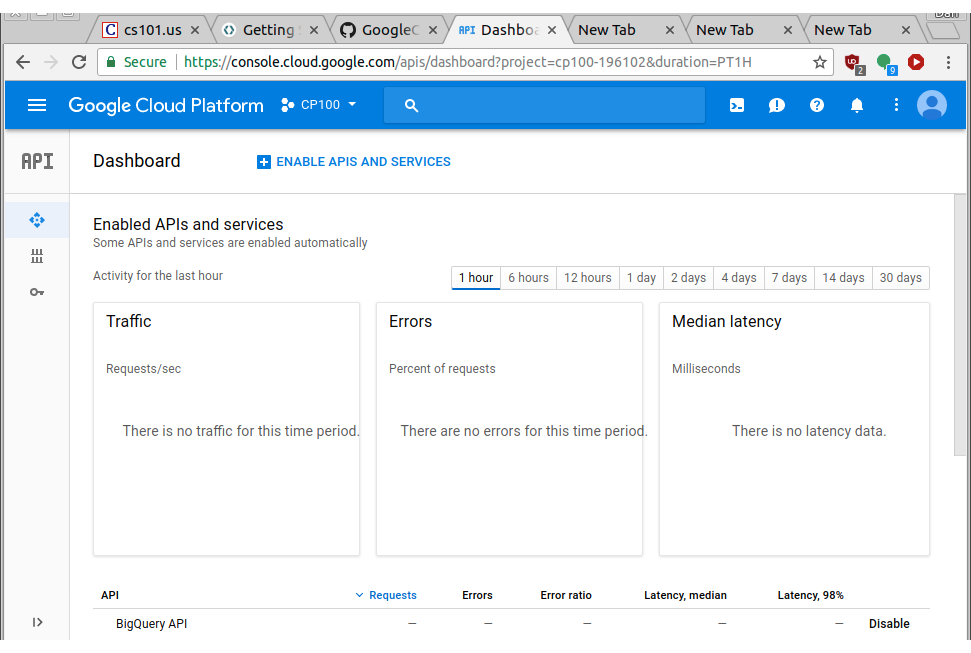 Dan
cs101.us
Getting
GoogleC
API Dashboa
New Tab
New Tab
New Tab
Secure https://console.cloud.google.com/apis/dashboard?project=cp100-196102&duration=PT1H 2 9
Google Cloud Platform CP100
API Dashboard ENABLE APIS AND SERVICES
Enabled APIs and services
Some APIs and services are enabled automatically
Activity for the last hour
1 hour 6 hours 12 hours 1 day 2 days 4 days 7 days 14 days 30 days
Traffic Errors Median latency
Requests/sec Percent of requests Milliseconds
There is no traffic for this time period. There are no errors for this time period. There is no latency data.
API Requests Errors Error ratio Latency, median Latency, 98%
BigQuery API — — — — — Disable